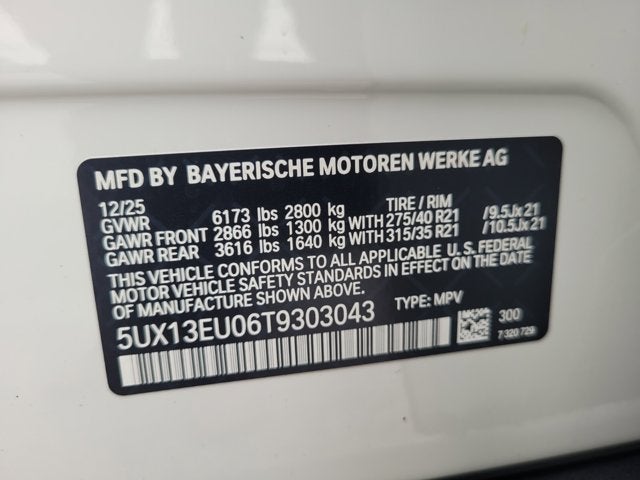 MFD BY BAYERISCHE MOTOREN WERKE AG
12/25 TIRE / RIM
GVWR 6173 lbs 2800 kg
GAWR FRONT 2866 lbs 1300 kg WITH 275/40 R21 /9.5Jx21
GAWR REAR 3616 lbs 1640 kg WITH 315/35 R21 /10.5Jx21
THIS VEHICLE CONFORMS TO ALL APPLICABLE U.S. FEDERAL
MOTOR VEHICLE SAFETY STANDARDS IN EFFECT ON THE DATE
OF MANUFACTURE SHOWN ABOVE.
5UX13EU06T9303043 TYPE: MPV 300
7 320 729